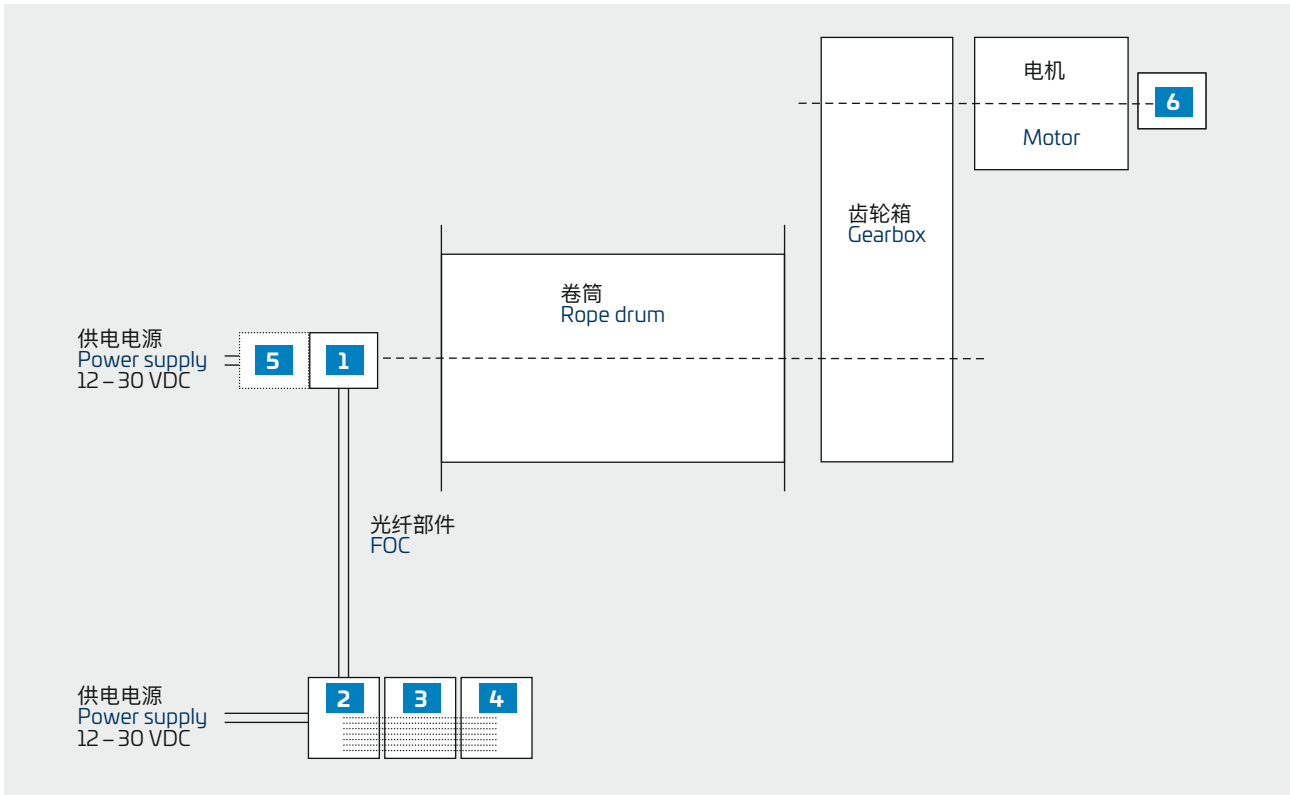 电机
Motor
6
齿轮箱
Gearbox
卷筒
Rope drum
供电电源
Power supply
12 – 30 VDC
5
1
光纤部件
FOC
供电电源
Power supply
12 – 30 VDC
2
3
4